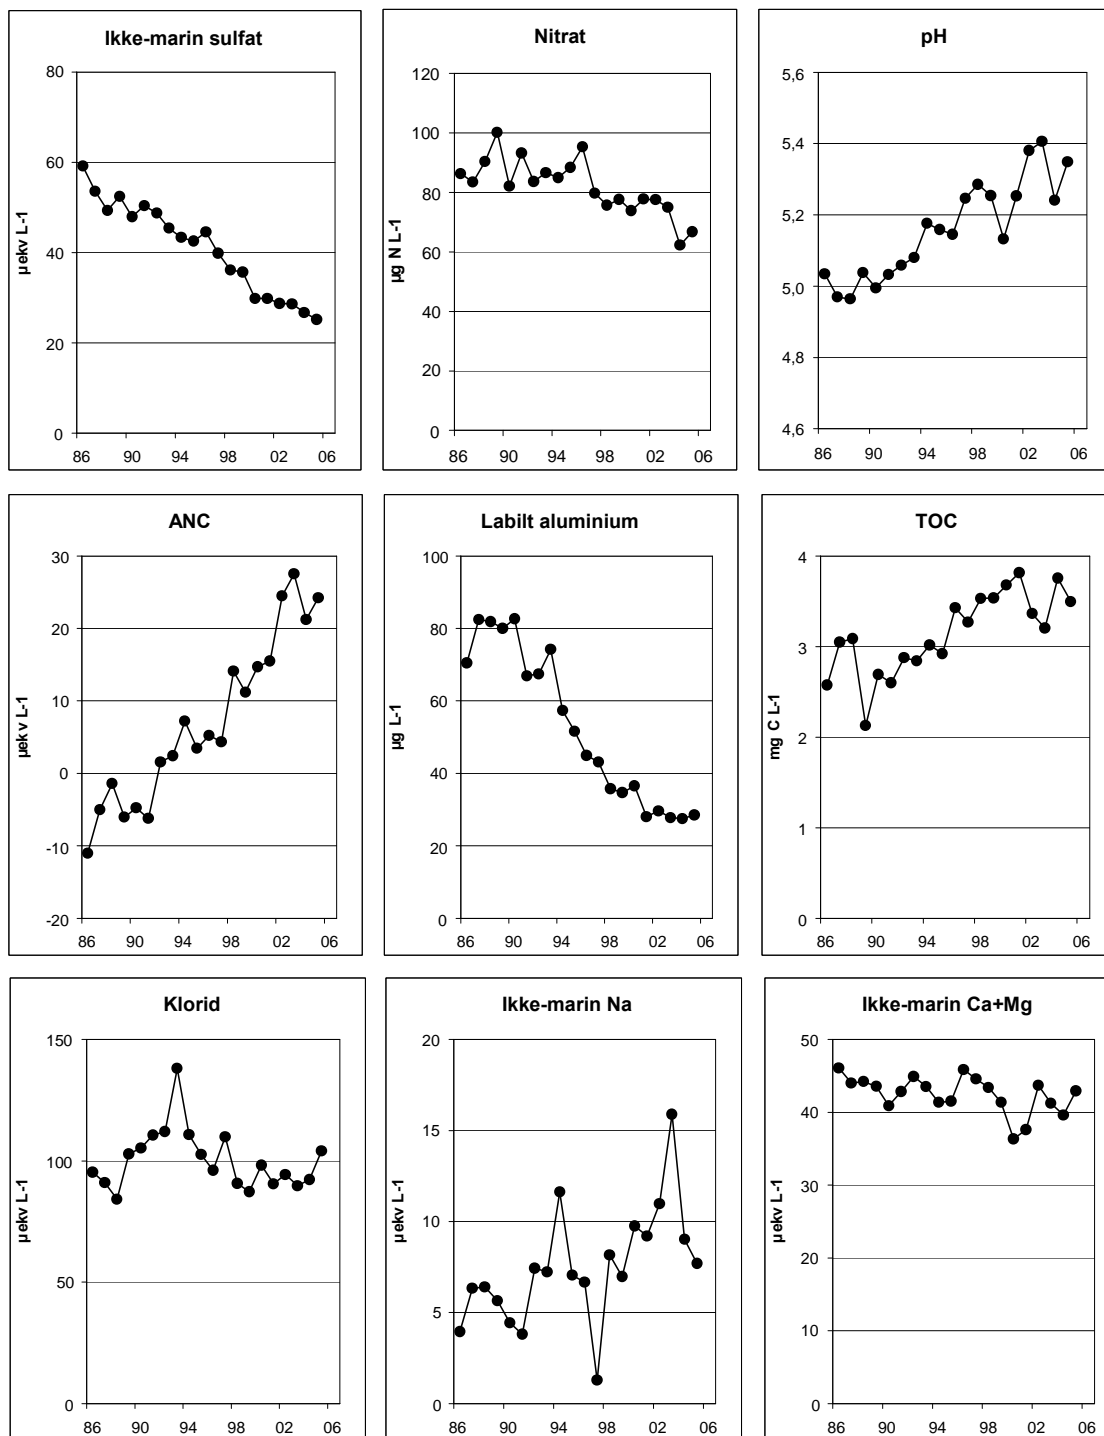 Ikke-marin sulfat
80
60
40
20
0
µekv L-1
86 90 94 98 02 06
Nitrat
120
100
80
60
40
20
0
µg N L-1
86 90 94 98 02 06
pH
5,6
5,4
5,2
5,0
4,8
4,6
86 90 94 98 02 06
ANC
30
20
10
0
-10
-20
µekv L-1
86 90 94 98 02 06
Labilt aluminium
100
80
60
40
20
0
µg L-1
86 90 94 98 02 06
TOC
4
3
2
1
0
mg C L-1
86 90 94 98 02 06
Klorid
150
100
50
0
µekv L-1
86 90 94 98 02 06
Ikke-marin Na
20
15
10
5
0
µekv L-1
86 90 94 98 02 06
Ikke-marin Ca+Mg
50
40
30
20
10
0
µekv L-1
86 90 94 98 02 06